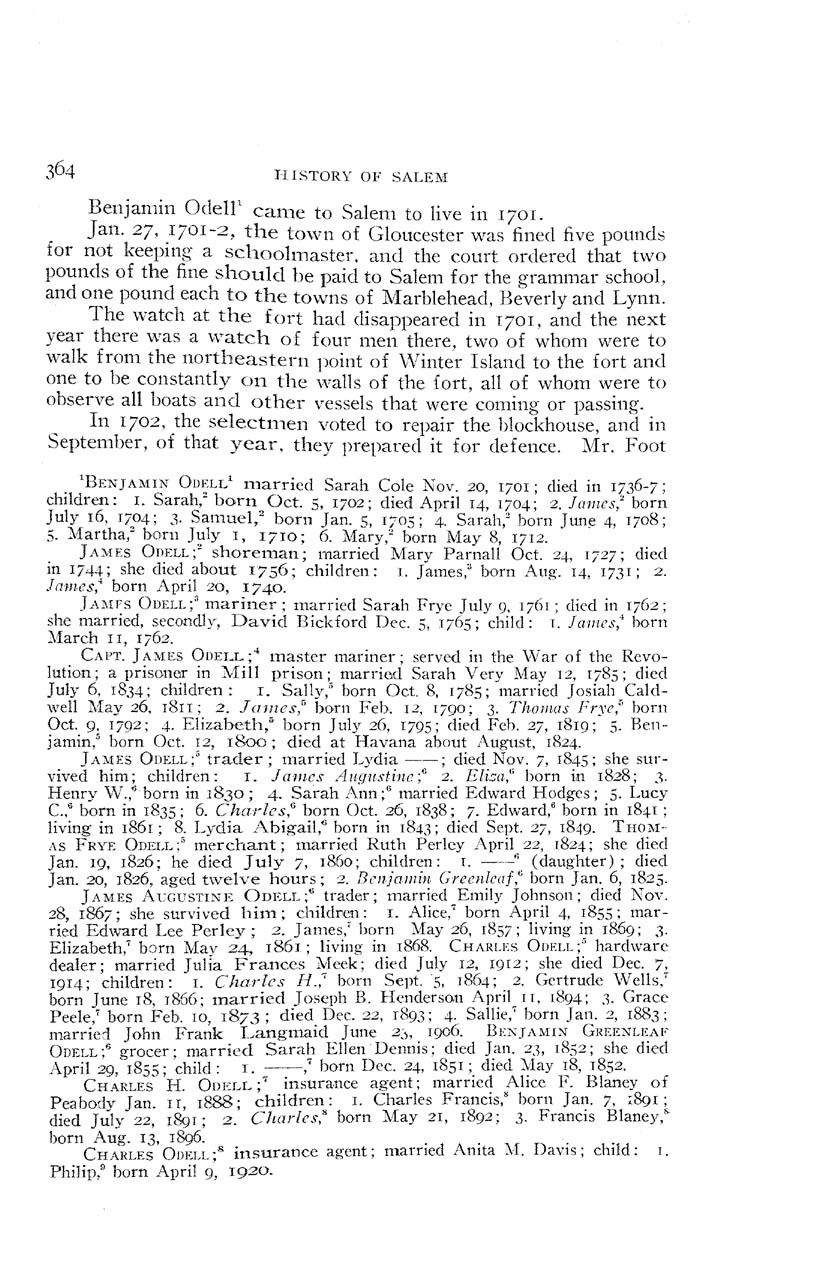 364 HISTORY OF SALEM
Benjamin Odell¹ came to Salem to live in 1701.
Jan. 27, 1701-2, the town of Gloucester was fined five pounds
for not keeping a schoolmaster, and the court ordered that two
pounds of the fine should be paid to Salem for the grammar school,
and one pound each to the towns of Marblehead, Beverly and Lynn.
The watch at the fort had disappeared in 1701, and the next
year there was a watch of four men there, two of whom were to
walk from the northeastern point of Winter Island to the fort and
one to be constantly on the walls of the fort, all of whom were to
observe all boats and other vessels that were coming or passing.
In 1702, the selectmen voted to repair the blockhouse, and in
September, of that year, they prepared it for defence. Mr. Foot
¹BENJAMIN ODELL¹ married Sarah Cole Nov. 20, 1701; died in 1736-7;
children: 1. Sarah,² born Oct. 5, 1702; died April 14, 1704; 2. James,² born
July 16, 1704; 3. Samuel,² born Jan. 5, 1705; 4. Sarah,² born June 4, 1708;
5. Martha,² born July 1, 1710; 6. Mary,² born May 8, 1712.
JAMES ODELL;² shoreman; married Mary Parnall Oct. 24, 1727; died
in 1744; she died about 1756; children: 1. James,³ born Aug. 14, 1731; 2.
James,⁴ born April 20, 1740.
JAMES ODELL;³ mariner; married Sarah Frye July 9, 1761; died in 1762;
she married, secondly, David Bickford Dec. 5, 1765; child: 1. James,⁴ born
March 11, 1762.
CAPT. JAMES ODELL;⁴ master mariner; served in the War of the Revo-
lution; a prisoner in Mill prison; married Sarah Very May 12, 1785; died
July 6, 1834; children: 1. Sally,⁵ born Oct. 8, 1785; married Josiah Cald-
well May 26, 1811; 2. James,⁵ born Feb. 12, 1790; 3. Thomas Frye,⁵ born
Oct. 9, 1792; 4. Elizabeth,⁵ born July 26, 1795; died Feb. 27, 1819; 5. Ben-
jamin,⁵ born Oct. 12, 1800; died at Havana about August, 1824.
JAMES ODELL;⁵ trader; married Lydia ——; died Nov. 7, 1845; she sur-
vived him; children: 1. James Augustine;⁶ 2. Eliza,⁶ born in 1828; 3.
Henry W.,⁶ born in 1830; 4. Sarah Ann;⁶ married Edward Hodges; 5. Lucy
C.,⁶ born in 1835; 6. Charles,⁶ born Oct. 26, 1838; 7. Edward,⁶ born in 1841;
living in 1861; 8. Lydia Abigail,⁶ born in 1843; died Sept. 27, 1849. THOM-
AS FRYE ODELL;⁵ merchant; married Ruth Perley April 22, 1824; she died
Jan. 19, 1826; he died July 7, 1860; children: 1. ——⁶ (daughter); died
Jan. 20, 1826, aged twelve hours; 2. Benjamin Greenleaf,⁶ born Jan. 6, 1825.
JAMES AUGUSTINE ODELL;⁶ trader; married Emily Johnson; died Nov.
28, 1867; she survived him; children: 1. Alice,⁷ born April 4, 1855; mar-
ried Edward Lee Perley; 2. James,⁷ born May 26, 1857; living in 1869; 3.
Elizabeth,⁷ born May 24, 1861; living in 1868. CHARLES ODELL;⁵ hardware
dealer; married Julia Frances Meek; died July 12, 1912; she died Dec. 7,
1914; children: 1. Charles H.,⁷ born Sept. 5, 1864; 2. Gertrude Wells,⁷
born June 18, 1866; married Joseph B. Henderson April 11, 1894; 3. Grace
Peele,⁷ born Feb. 10, 1873; died Dec. 22, 1893; 4. Sallie,⁷ born Jan. 2, 1883;
married John Frank Langmaid June 23, 1906. BENJAMIN GREENLEAF
ODELL;⁶ grocer; married Sarah Ellen Dennis; died Jan. 23, 1852; she died
April 29, 1855; child: 1. ——,⁷ born Dec. 24, 1851; died May 18, 1852.
CHARLES H. ODELL;⁷ insurance agent; married Alice F. Blaney of
Peabody Jan. 11, 1888; children: 1. Charles Francis,⁸ born Jan. 7, 1891;
died July 22, 1891; 2. Charles,⁸ born May 21, 1892; 3. Francis Blaney,⁸
born Aug. 13, 1896.
CHARLES ODELL;⁸ insurance agent; married Anita M. Davis; child: 1.
Philip,⁹ born April 9, 1920.